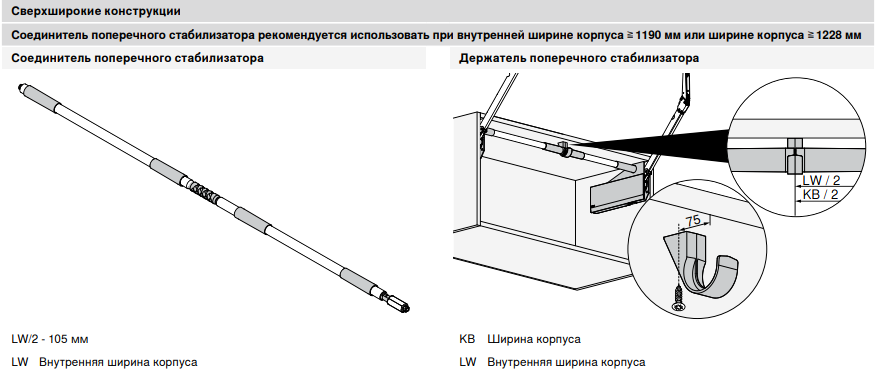 Сверхширокие конструкции
Соединитель поперечного стабилизатора рекомендуется использовать при внутренней ширине корпуса ≧ 1190 мм или ширине корпуса ≧ 1228 мм
Соединитель поперечного стабилизатора
Держатель поперечного стабилизатора
LW / 2
KB / 2
75
LW/2 - 105 мм
LW Внутренняя ширина корпуса
KB Ширина корпуса
LW Внутренняя ширина корпуса